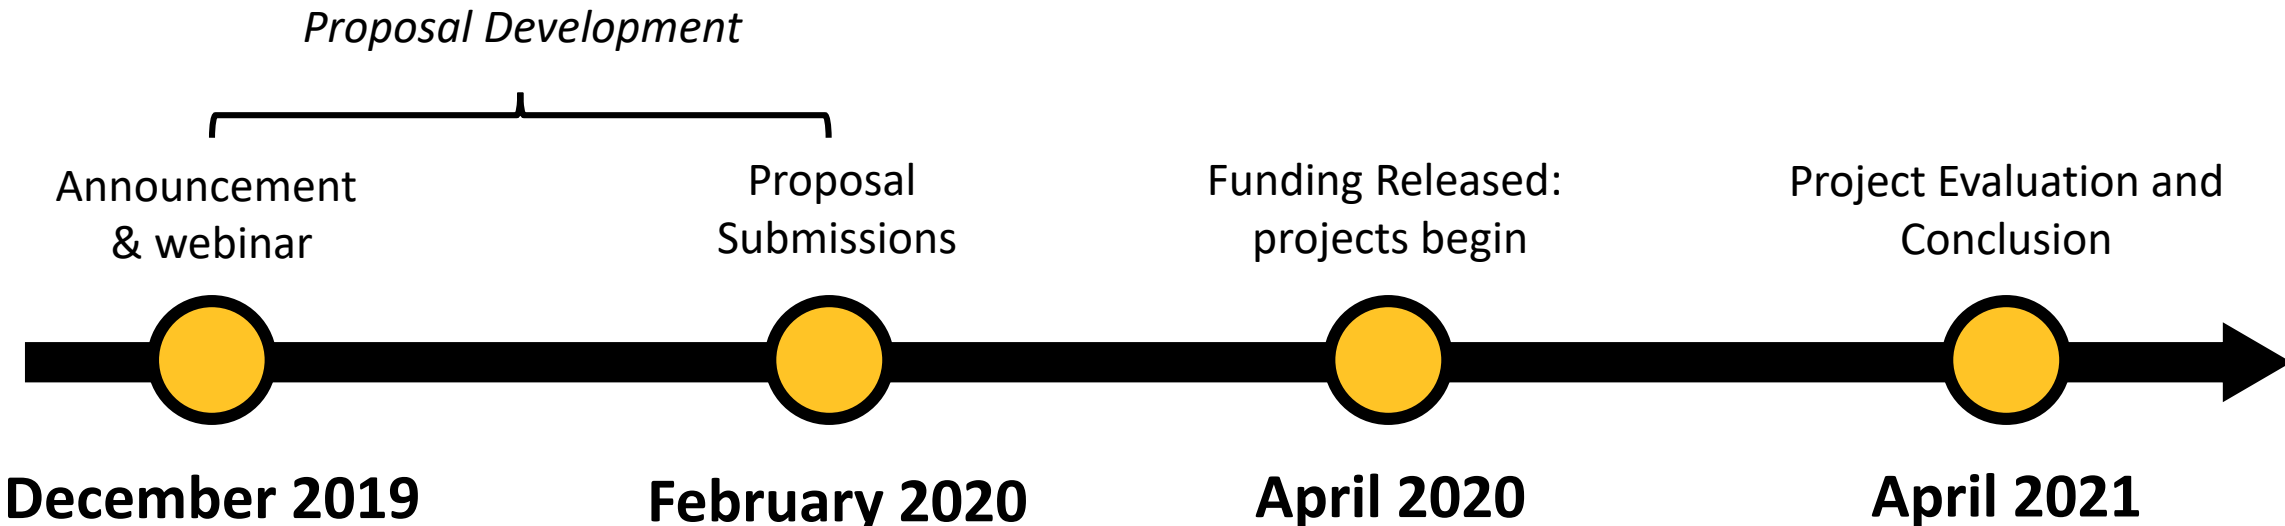 Proposal Development
Announcement
& webinar
Proposal
Submissions
Funding Released:
projects begin
Project Evaluation and
Conclusion
December 2019
February 2020
April 2020
April 2021